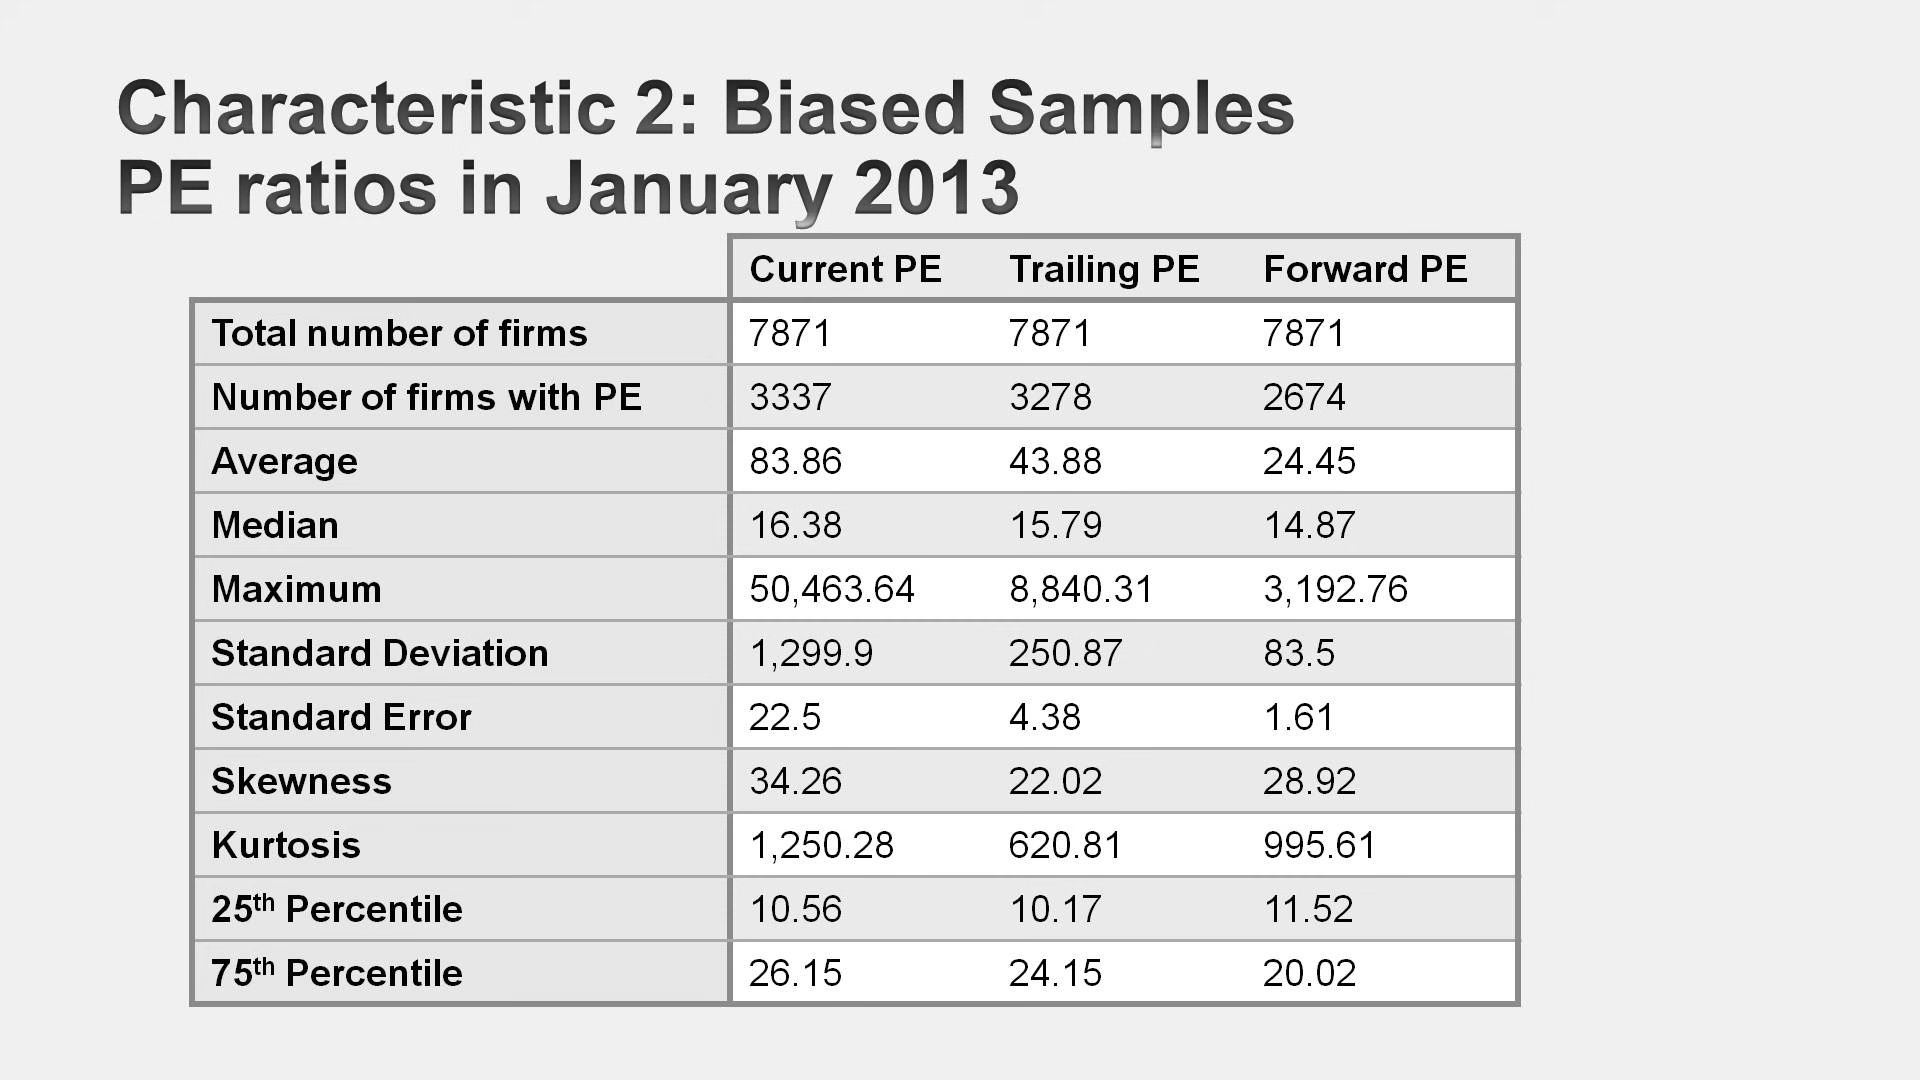 Characteristic 2: Biased Samples
PE ratios in January 2013
Current PE Trailing PE Forward PE
Total number of firms 7871 7871 7871
Number of firms with PE 3337 3278 2674
Average 83.86 43.88 24.45
Median 16.38 15.79 14.87
Maximum 50,463.64 8,840.31 3,192.76
Standard Deviation 1,299.9 250.87 83.5
Standard Error 22.5 4.38 1.61
Skewness 34.26 22.02 28.92
Kurtosis 1,250.28 620.81 995.61
25th Percentile 10.56 10.17 11.52
75th Percentile 26.15 24.15 20.02